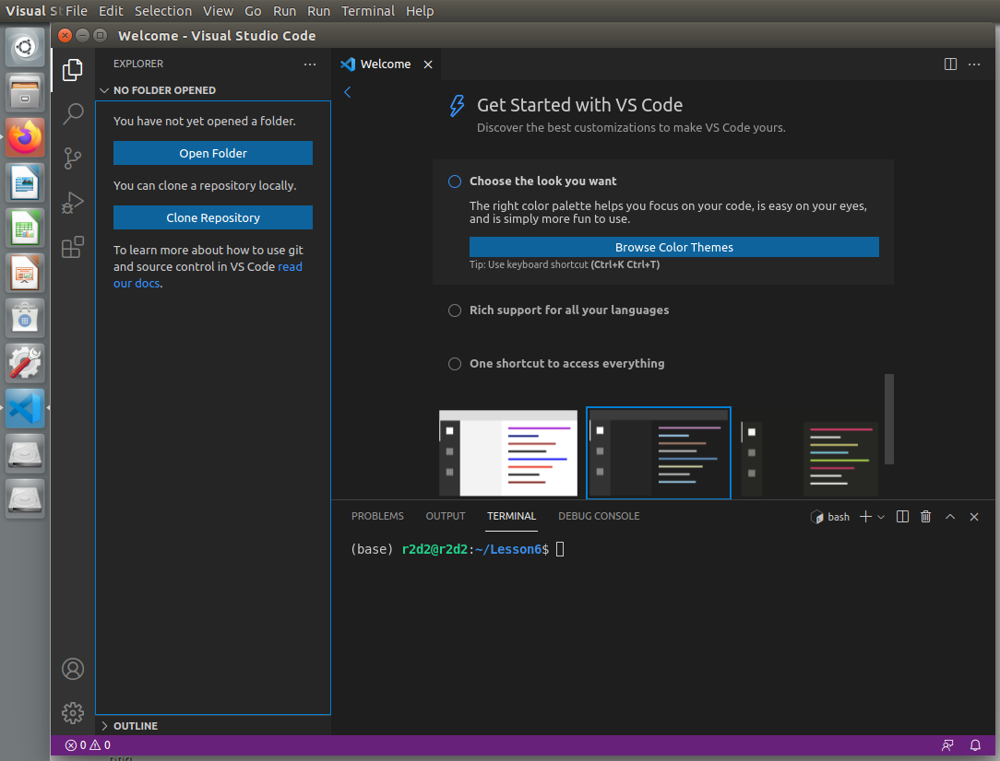 Visual St File Edit Selection View Go Run Run Terminal Help
Welcome - Visual Studio Code
EXPLORER
NO FOLDER OPENED
You have not yet opened a folder.
Open Folder
You can clone a repository locally.
Clone Repository
To learn more about how to use git
and source control in VS Code read
our docs.
OUTLINE
Welcome
Get Started with VS Code
Discover the best customizations to make VS Code yours.
Choose the look you want
The right color palette helps you focus on your code, is easy on your eyes,
and is simply more fun to use.
Browse Color Themes
Tip: Use keyboard shortcut (Ctrl+K Ctrl+T)
Rich support for all your languages
One shortcut to access everything
PROBLEMS OUTPUT TERMINAL DEBUG CONSOLE
bash
(base) r2d2@r2d2:~/Lesson6$
0 0